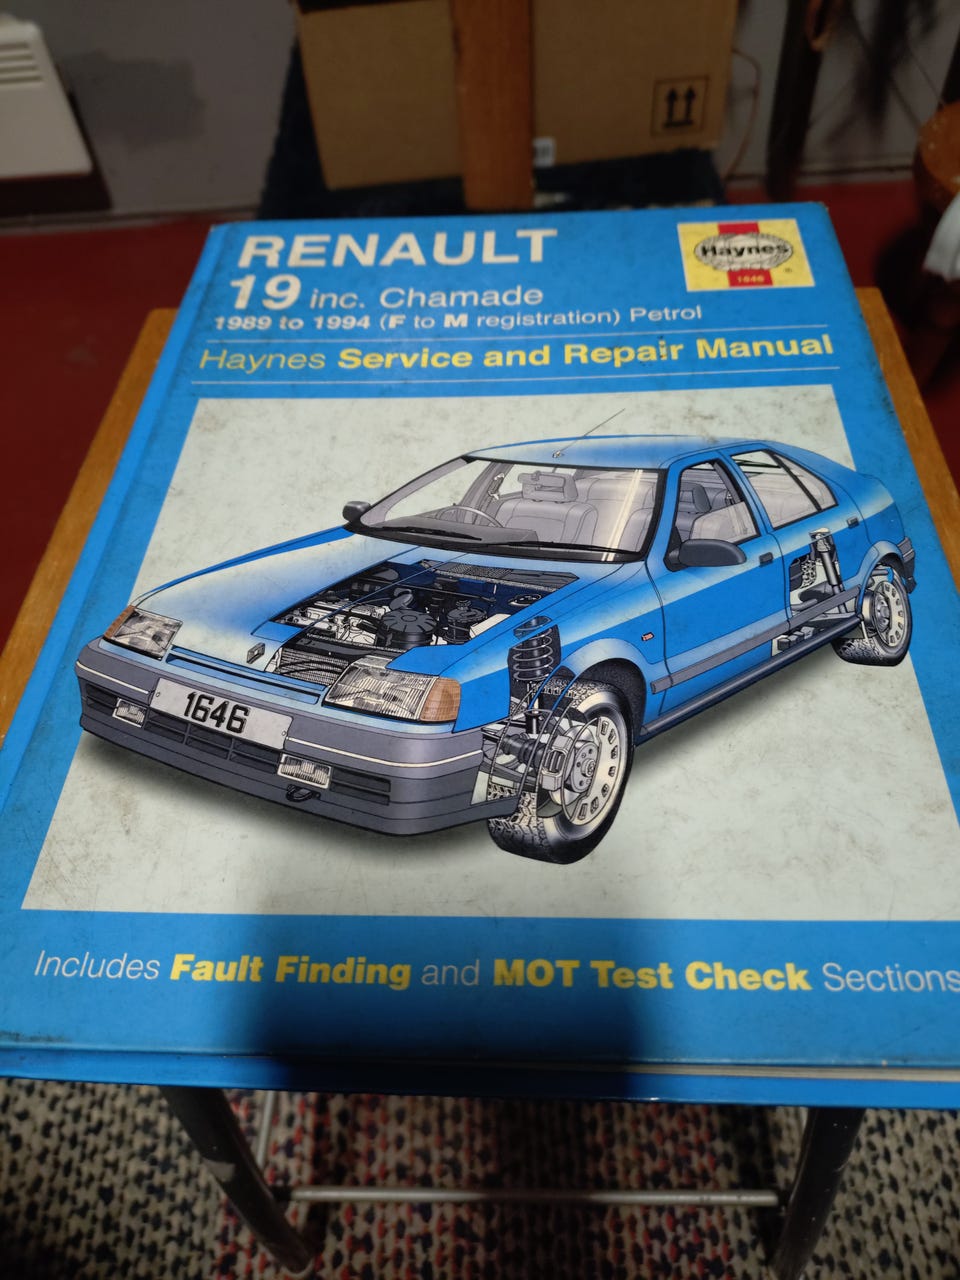 RENAULT
19 inc. Chamade
1989 to 1994 (F to M registration) Petrol
Haynes
1646
®
Haynes Service and Repair Manual
1646
Includes Fault Finding and MOT Test Check Sections